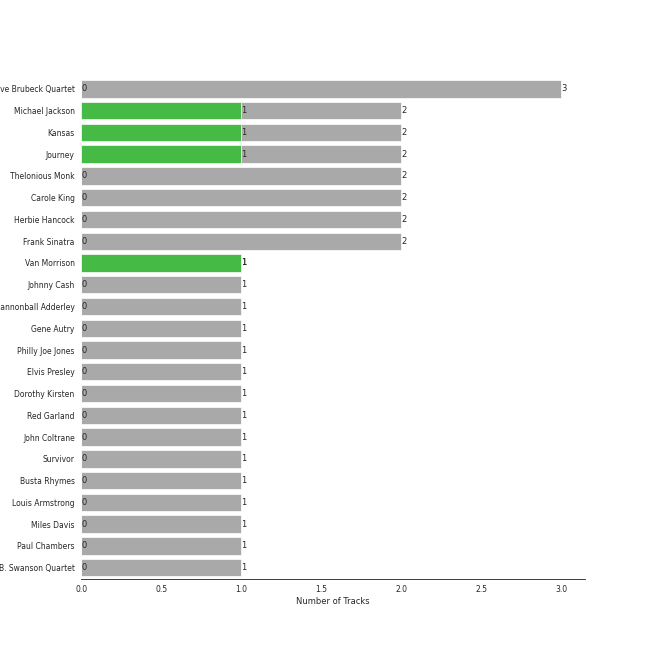 ve Brubeck Quartet 0 3
Michael Jackson 1 2
Kansas 1 2
Journey 1 2
Thelonious Monk 0 2
Carole King 0 2
Herbie Hancock 0 2
Frank Sinatra 0 2
Van Morrison 1
Johnny Cash 0 1
annonball Adderley 0 1
Gene Autry 0 1
Philly Joe Jones 0 1
Elvis Presley 0 1
Dorothy Kirsten 0 1
Red Garland 0 1
John Coltrane 0 1
Survivor 0 1
Busta Rhymes 0 1
Louis Armstrong 0 1
Miles Davis 0 1
Paul Chambers 0 1
B. Swanson Quartet 0 1
0.0 0.5 1.0 1.5 2.0 2.5 3.0
Number of Tracks